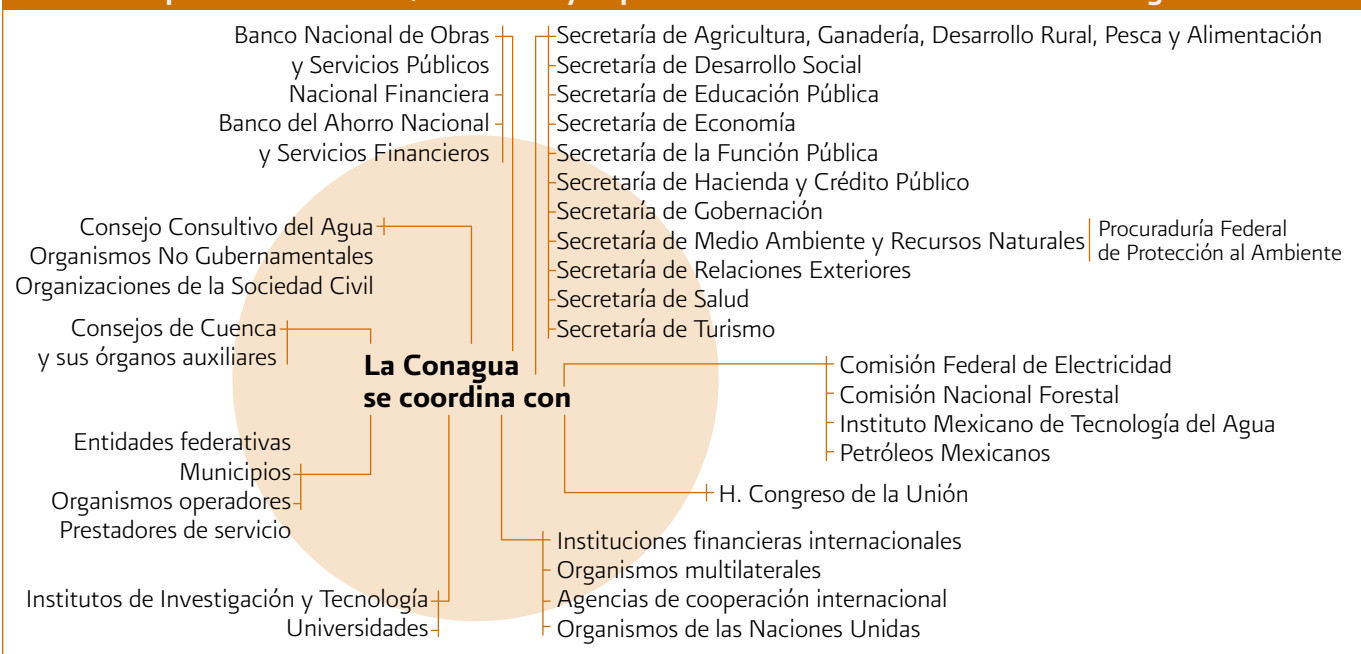 Banco Nacional de Obras
y Servicios Públicos
Nacional Financiera
Banco del Ahorro Nacional
y Servicios Financieros
Secretaría de Agricultura, Ganadería, Desarrollo Rural, Pesca y Alimentación
Secretaría de Desarrollo Social
Secretaría de Educación Pública
Secretaría de Economía
Secretaría de la Función Pública
Secretaría de Hacienda y Crédito Público
Secretaría de Gobernación
Secretaría de Medio Ambiente y Recursos Naturales
Procuraduría Federal
de Protección al Ambiente
Secretaría de Relaciones Exteriores
Secretaría de Salud
Secretaría de Turismo
Consejo Consultivo del Agua
Organismos No Gubernamentales
Organizaciones de la Sociedad Civil
Consejos de Cuenca
y sus órganos auxiliares
La Conagua
se coordina con
Comisión Federal de Electricidad
Comisión Nacional Forestal
Instituto Mexicano de Tecnología del Agua
Petróleos Mexicanos
Entidades federativas
Municipios
Organismos operadores
Prestadores de servicio
H. Congreso de la Unión
Instituciones financieras internacionales
Organismos multilaterales
Agencias de cooperación internacional
Organismos de las Naciones Unidas
Institutos de Investigación y Tecnología
Universidades